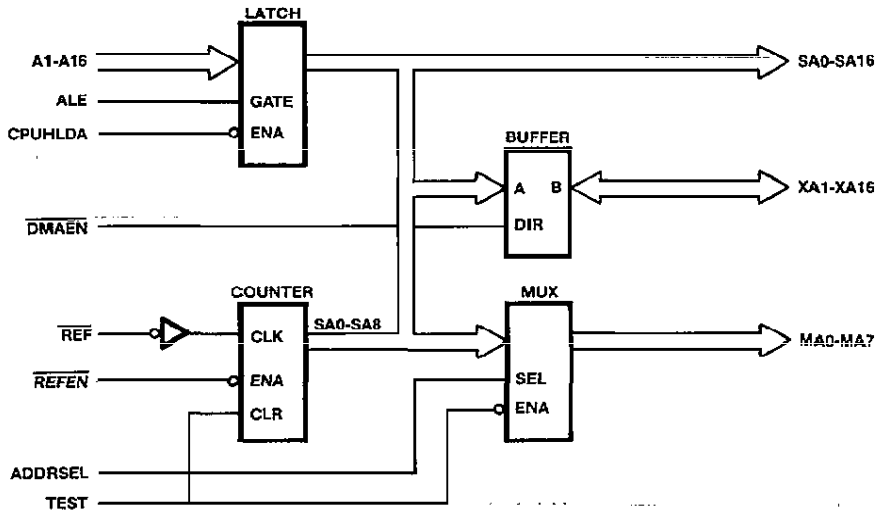 LATCH
A1-A16
SA0-SA16
ALE
GATE
CPUHLDA
ENA
BUFFER
A B
XA1-XA16
DMAEN
DIR
COUNTER
MUX
REF
CLK
SA0-SA8
MA0-MA7
REFEN
ENA
SEL
CLR
ENA
ADDRSEL
TEST